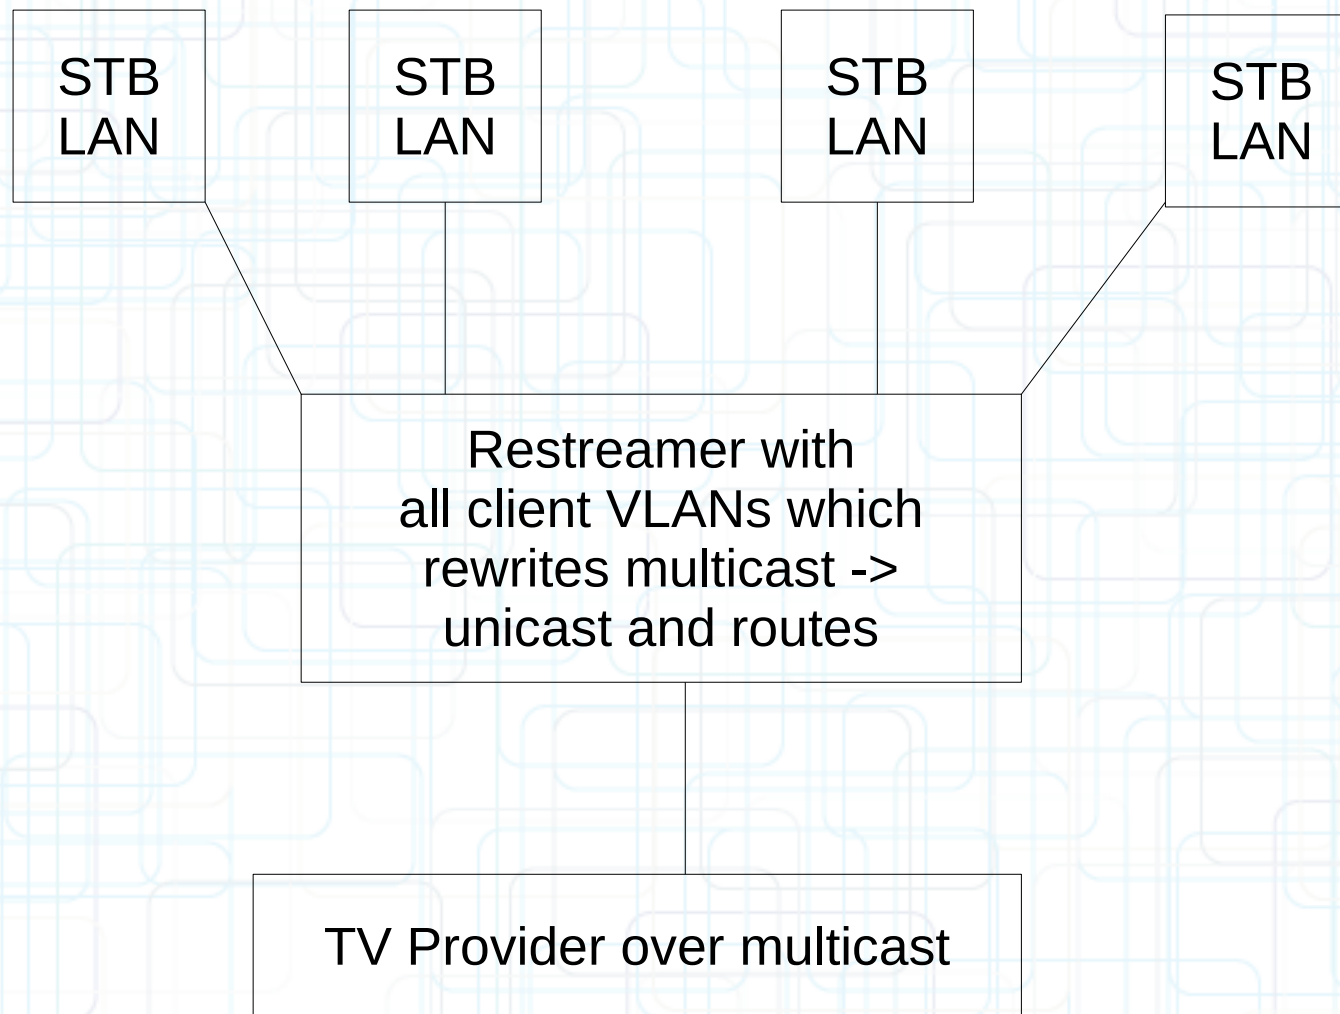 STB
LAN
STB
LAN
STB
LAN
STB
LAN
Restreamer with
all client VLANs which
rewrites multicast ->
unicast and routes
TV Provider over multicast